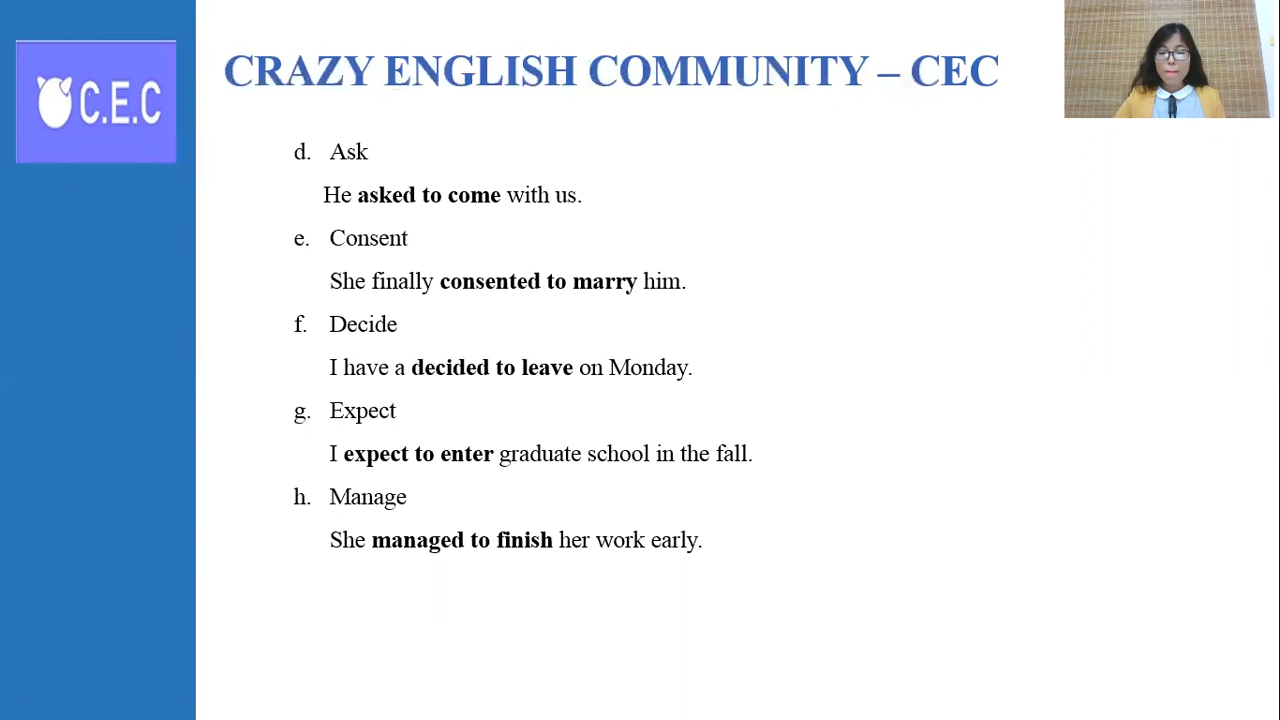 C.E.C
CRAZY ENGLISH COMMUNITY – CEC
d. Ask
He asked to come with us.
e. Consent
She finally consented to marry him.
f. Decide
I have a decided to leave on Monday.
g. Expect
I expect to enter graduate school in the fall.
h. Manage
She managed to finish her work early.